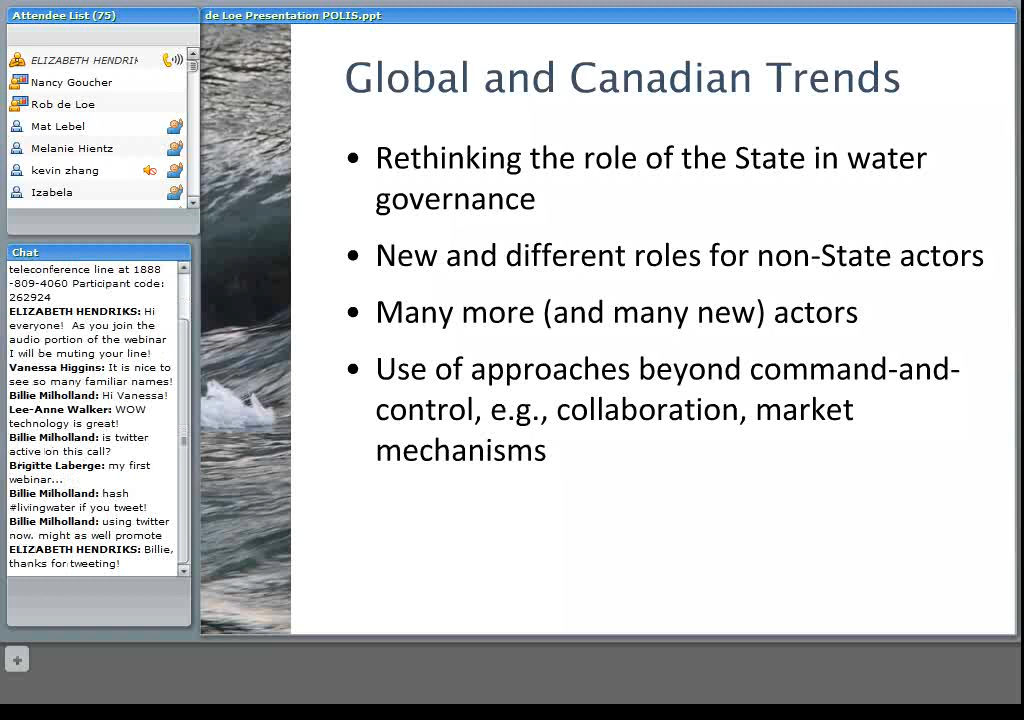 Attendee List (75)
de Loe Presentation POLIS.ppt
ELIZABETH HENDRIK
Nancy Goucher
Rob de Loe
Mat Lebel
Melanie Hientz
kevin zhang
Izabela
Chat
teleconference line at 1888
-809-4060 Participant code:
262924
ELIZABETH HENDRIKS: Hi
everyone! As you join the
audio portion of the webinar
I will be muting your line!
Vanessa Higgins: It is nice to
see so many familiar names!
Billie Milholland: Hi Vanessa!
Lee-Anne Walker: WOW
technology is great!
Billie Milholland: is twitter
active on this call?
Brigitte Laberge: my first
webinar...
Billie Milholland: hash
#livingwater if you tweet!
Billie Milholland: using twitter
now. might as well promote
ELIZABETH HENDRIKS: Billie,
thanks for tweeting!
Global and Canadian Trends
• Rethinking the role of the State in water
governance
• New and different roles for non-State actors
• Many more (and many new) actors
• Use of approaches beyond command-and-
control, e.g., collaboration, market
mechanisms